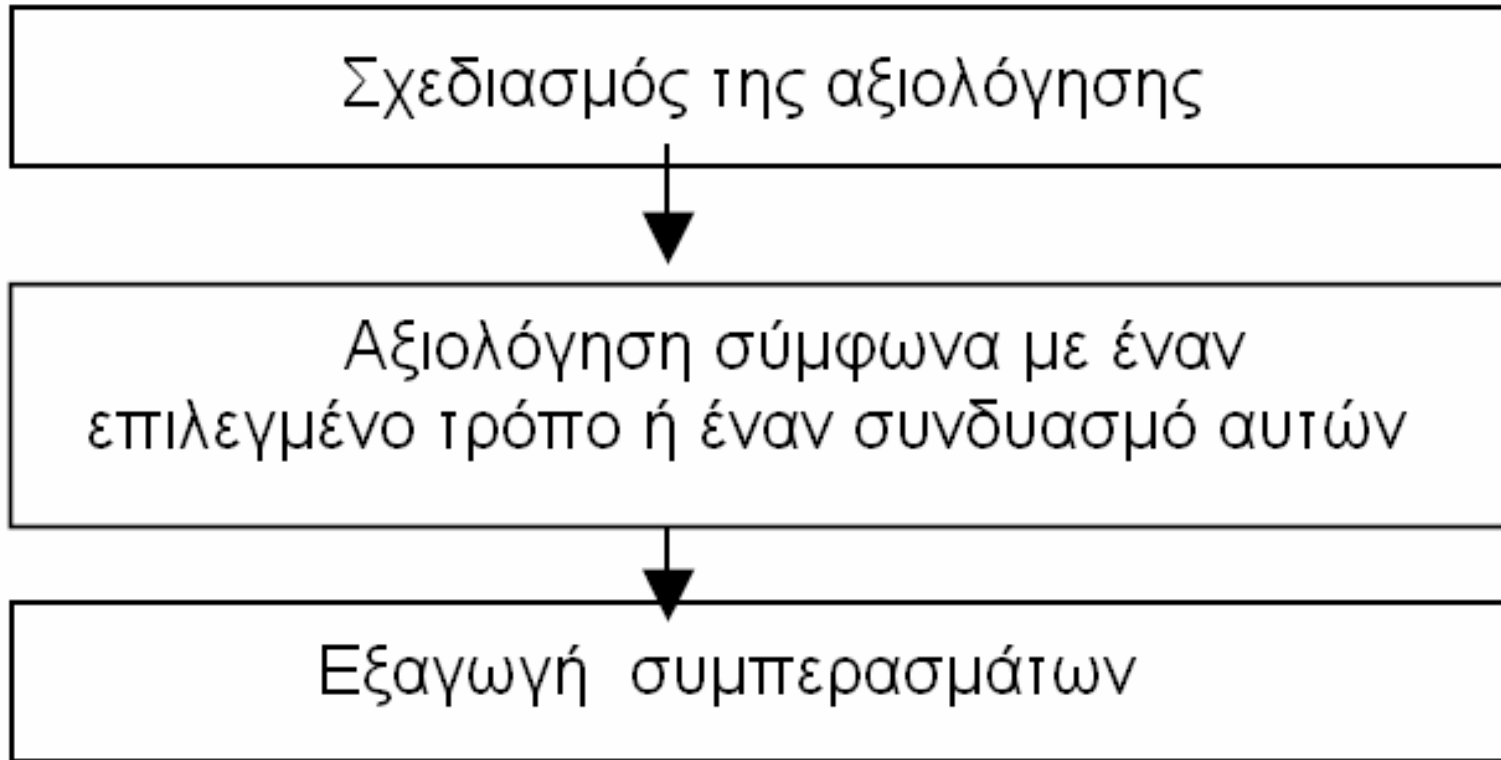 Σχεδιασμός της αξιολόγησης
Αξιολόγηση σύμφωνα με έναν
επιλεγμένο τρόπο ή έναν συνδυασμό αυτών
Εξαγωγή συμπερασμάτων